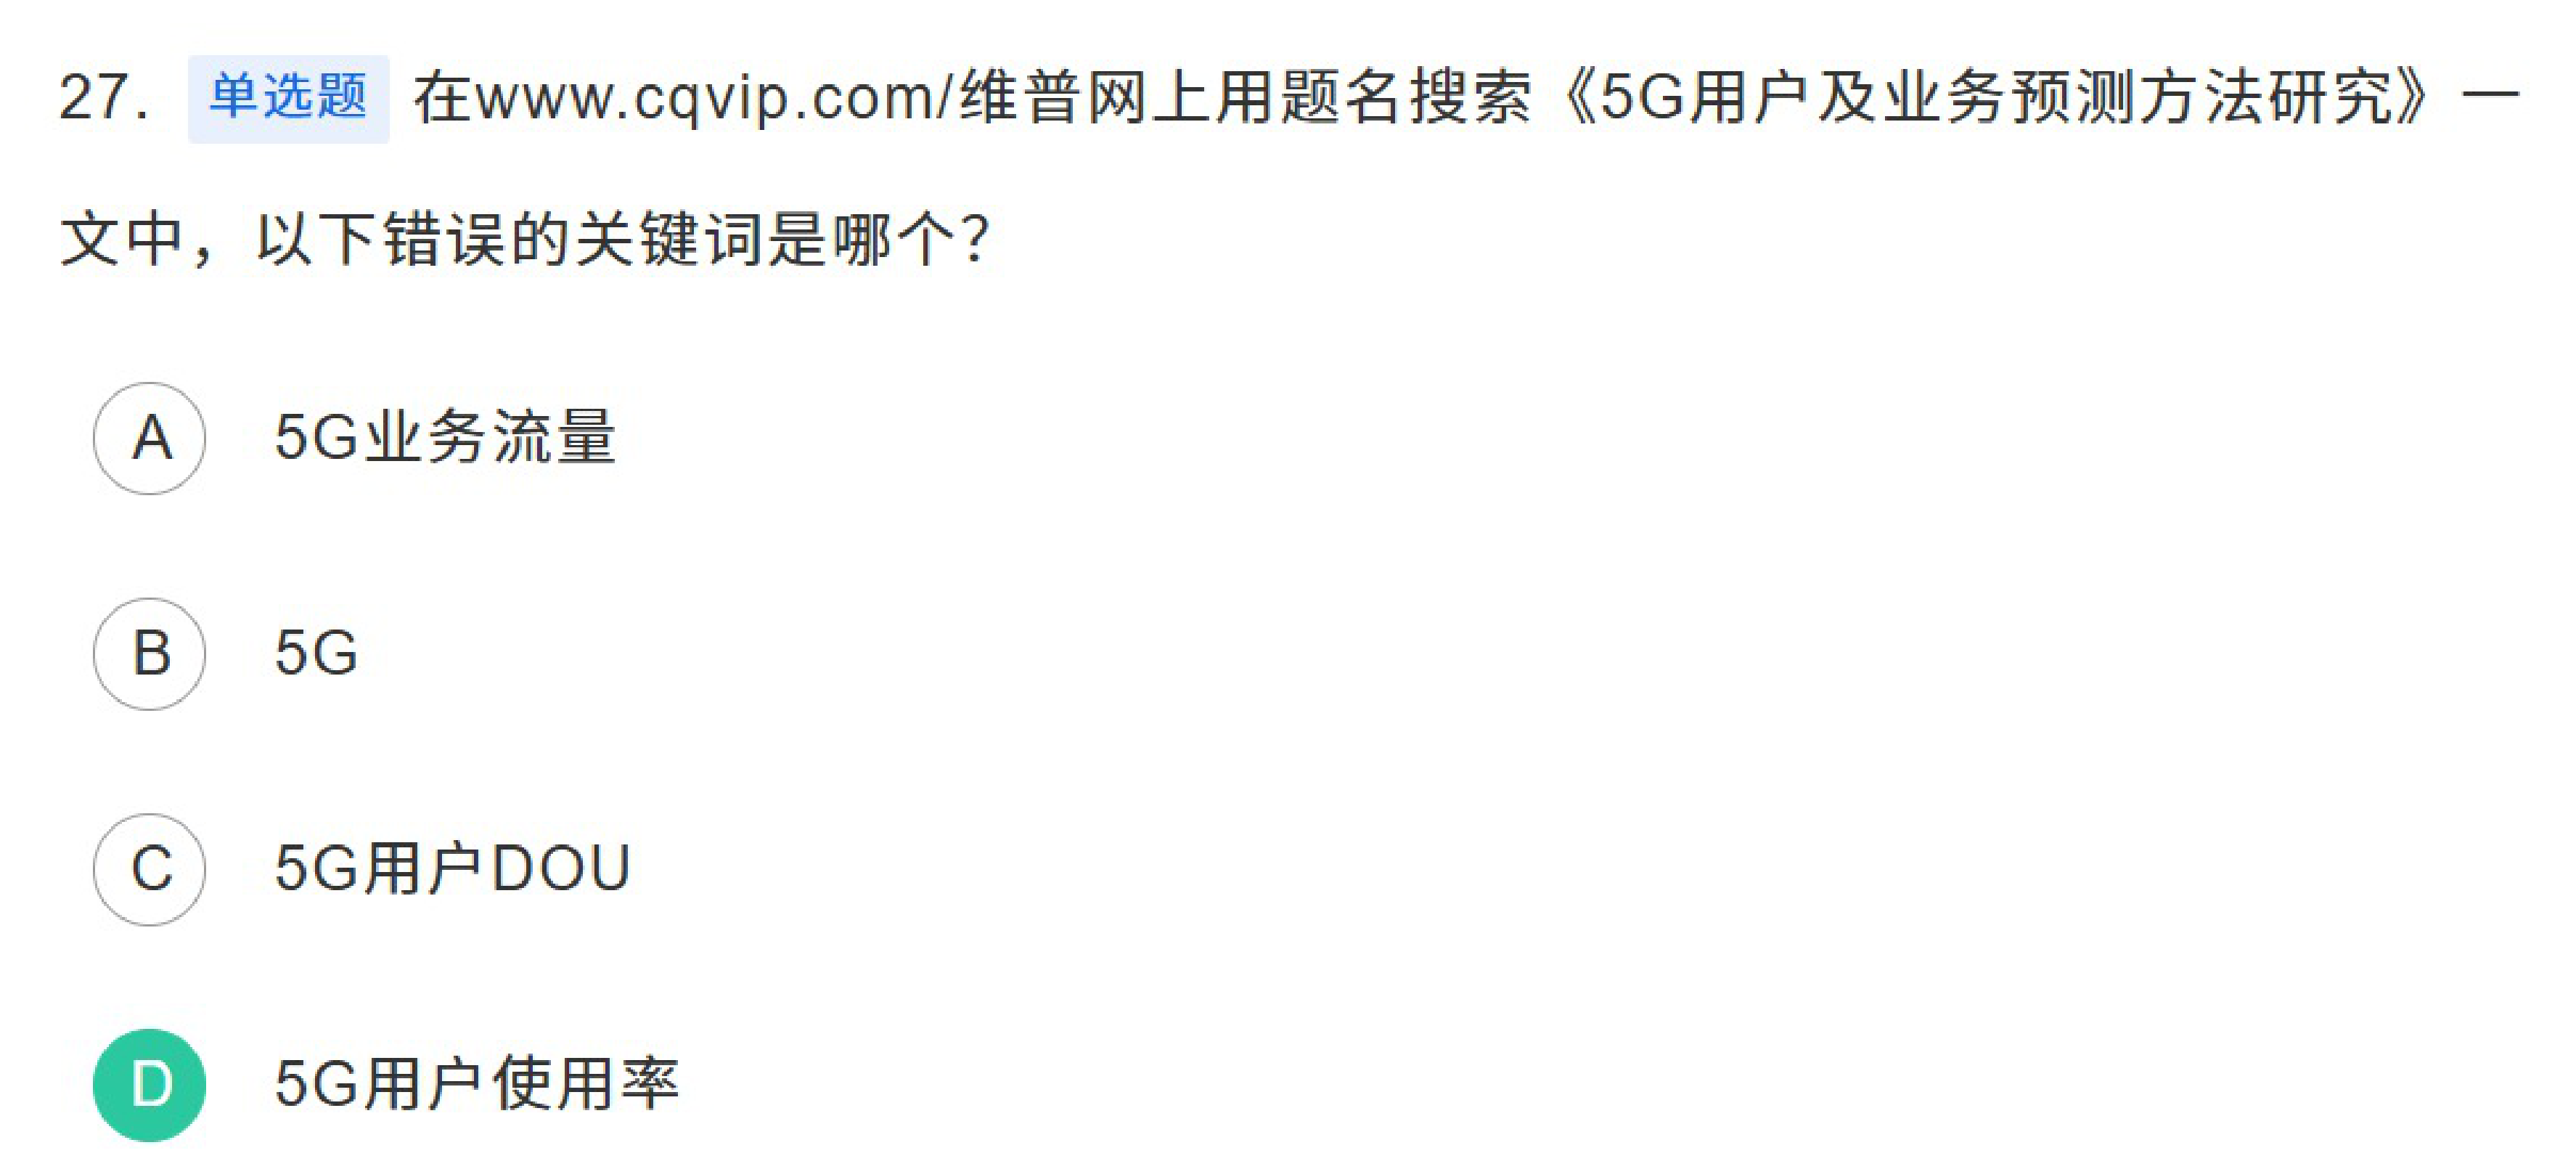 27. 单选题 在www.cqvip.com/维普网上用题名搜索《5G用户及业务预测方法研究》一
文中，以下错误的关键词是哪个？
A 5G业务流量
B 5G
C 5G用户DOU
D 5G用户使用率